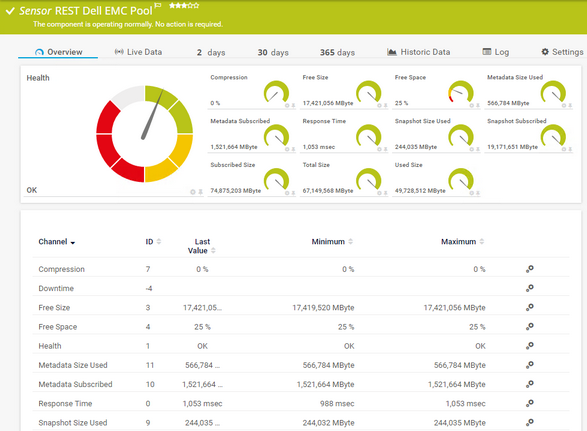 Sensor REST Dell EMC Pool
The component is operating normally. No action is required.
Overview
Live Data
2 days
30 days
365 days
Historic Data
Log
Settings
Health
OK
Compression
0 %
Free Size
17,421,056 MByte
Free Space
25 %
Metadata Size Used
566,784 MByte
Metadata Subscribed
1,521,664 MByte
Response Time
1,053 msec
Snapshot Size Used
244,035 MByte
Snapshot Subscribed
19,171,651 MByte
Subscribed Size
74,875,203 MByte
Total Size
67,149,568 MByte
Used Size
49,728,512 MByte
Channel ID Last Value Minimum Maximum
Compression 7 0 % 0 % 0 %
Downtime -4
Free Size 3 17,421,05... 17,419,520 MByte 17,421,056 MByte
Free Space 4 25 % 25 % 25 %
Health 1 OK OK OK
Metadata Size Used 11 566,784 ... 566,784 MByte 566,784 MByte
Metadata Subscribed 10 1,521,664 ... 1,521,664 MByte 1,521,664 MByte
Response Time 0 1,053 msec 988 msec 1,053 msec
Snapshot Size Used 9 244,035 ... 244,032 MByte 244,035 MByte